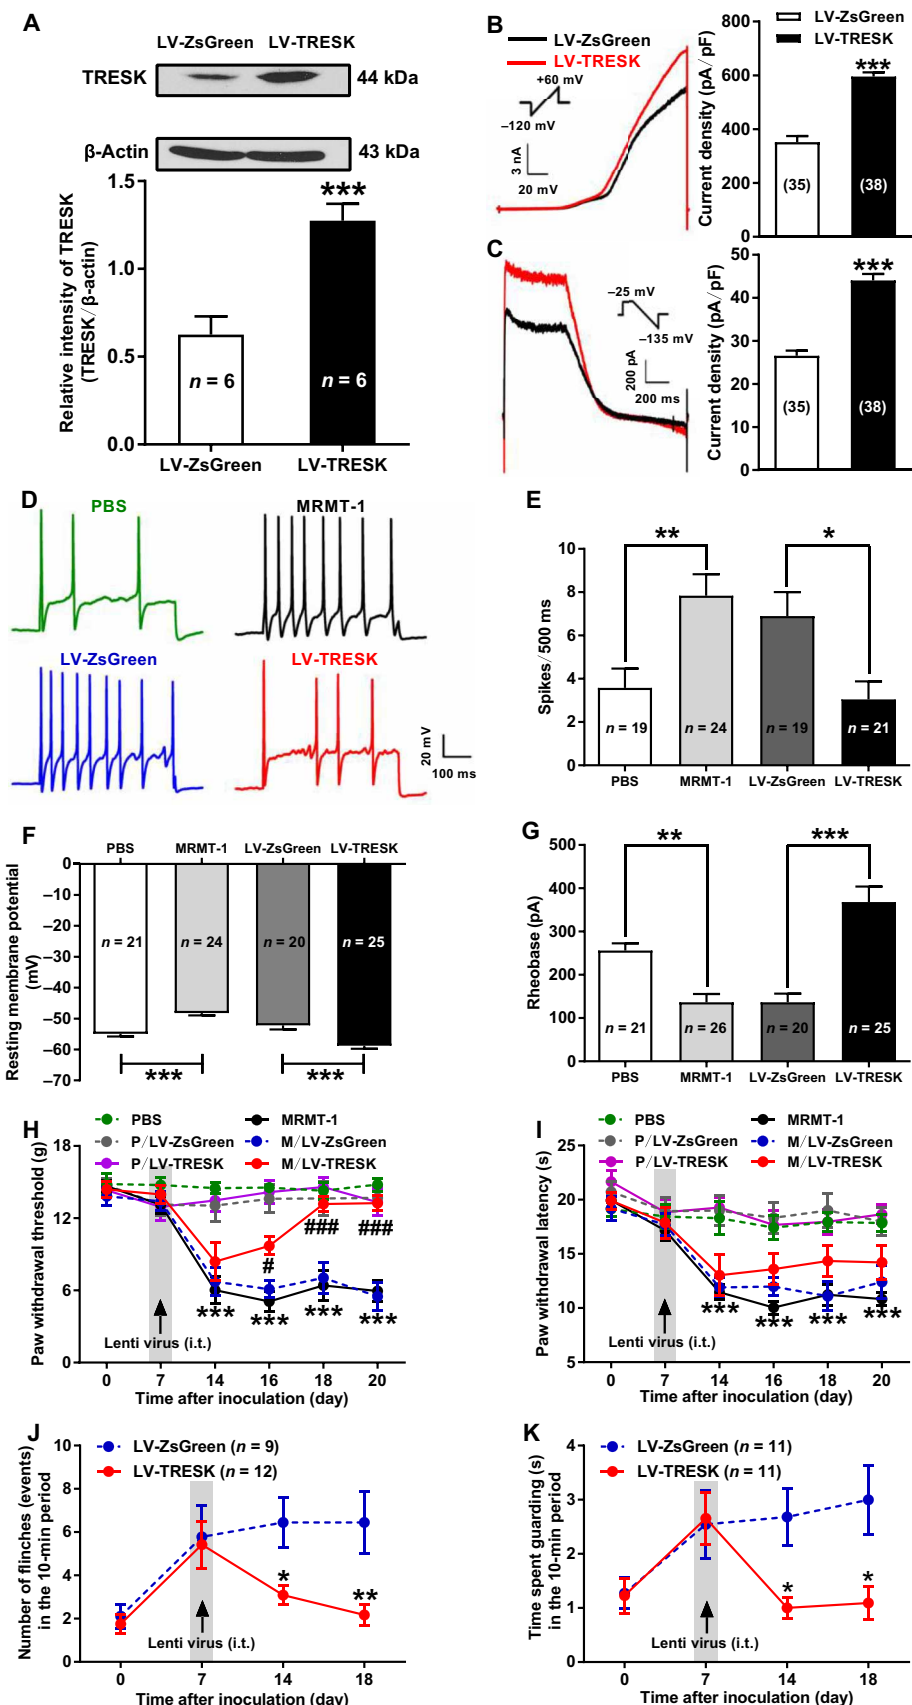 A
LV-ZsGreen LV-TRESK
TRESK 44 kDa
β-Actin 43 kDa
Relative intensity of TRESK
(TRESK/β-actin)
1.5
1.0
0.5
0.0
***
n = 6
n = 6
LV-ZsGreen LV-TRESK
B
LV-ZsGreen
LV-TRESK
+60 mV
−120 mV
3 nA
20 mV
LV-ZsGreen
LV-TRESK
Current density (pA/pF)
800
600
400
200
0
***
(35)
(38)
C
−25 mV
−135 mV
200 pA
200 ms
Current density (pA/pF)
50
40
30
20
10
0
***
(35)
(38)
D
PBS
MRMT-1
LV-ZsGreen
LV-TRESK
20 mV
100 ms
E
Spikes/500 ms
10
8
6
4
2
0
**
*
n = 19
n = 24
n = 19
n = 21
PBS MRMT-1 LV-ZsGreen LV-TRESK
F
PBS MRMT-1 LV-ZsGreen LV-TRESK
Resting membrane potential
(mV)
0
−10
−20
−30
−40
−50
−60
−70
n = 21
n = 24
n = 20
n = 25
***
***
G
Rheobase (pA)
500
400
300
200
100
0
**
***
n = 21
n = 26
n = 20
n = 25
PBS MRMT-1 LV-ZsGreen LV-TRESK
H
PBS
P/LV-ZsGreen
P/LV-TRESK
MRMT-1
M/LV-ZsGreen
M/LV-TRESK
Paw withdrawal threshold (g)
18
12
6
0
#
###
###
***
***
***
***
Lenti virus (i.t.)
0 7 14 16 18 20
Time after inoculation (day)
I
PBS
P/LV-ZsGreen
P/LV-TRESK
MRMT-1
M/LV-ZsGreen
M/LV-TRESK
Paw withdrawal latency (s)
25
20
15
10
5
***
***
***
***
Lenti virus (i.t.)
0 7 14 16 18 20
Time after inoculation (day)
J
LV-ZsGreen (n = 9)
LV-TRESK (n = 12)
Number of flinches (events)
in the 10-min period
10
8
6
4
2
0
*
**
Lenti virus (i.t.)
0 7 14 18
Time after inoculation (day)
K
LV-ZsGreen (n = 11)
LV-TRESK (n = 11)
Time spent guarding (s)
in the 10-min period
4
3
2
1
0
*
*
Lenti virus (i.t.)
0 7 14 18
Time after inoculation (day)